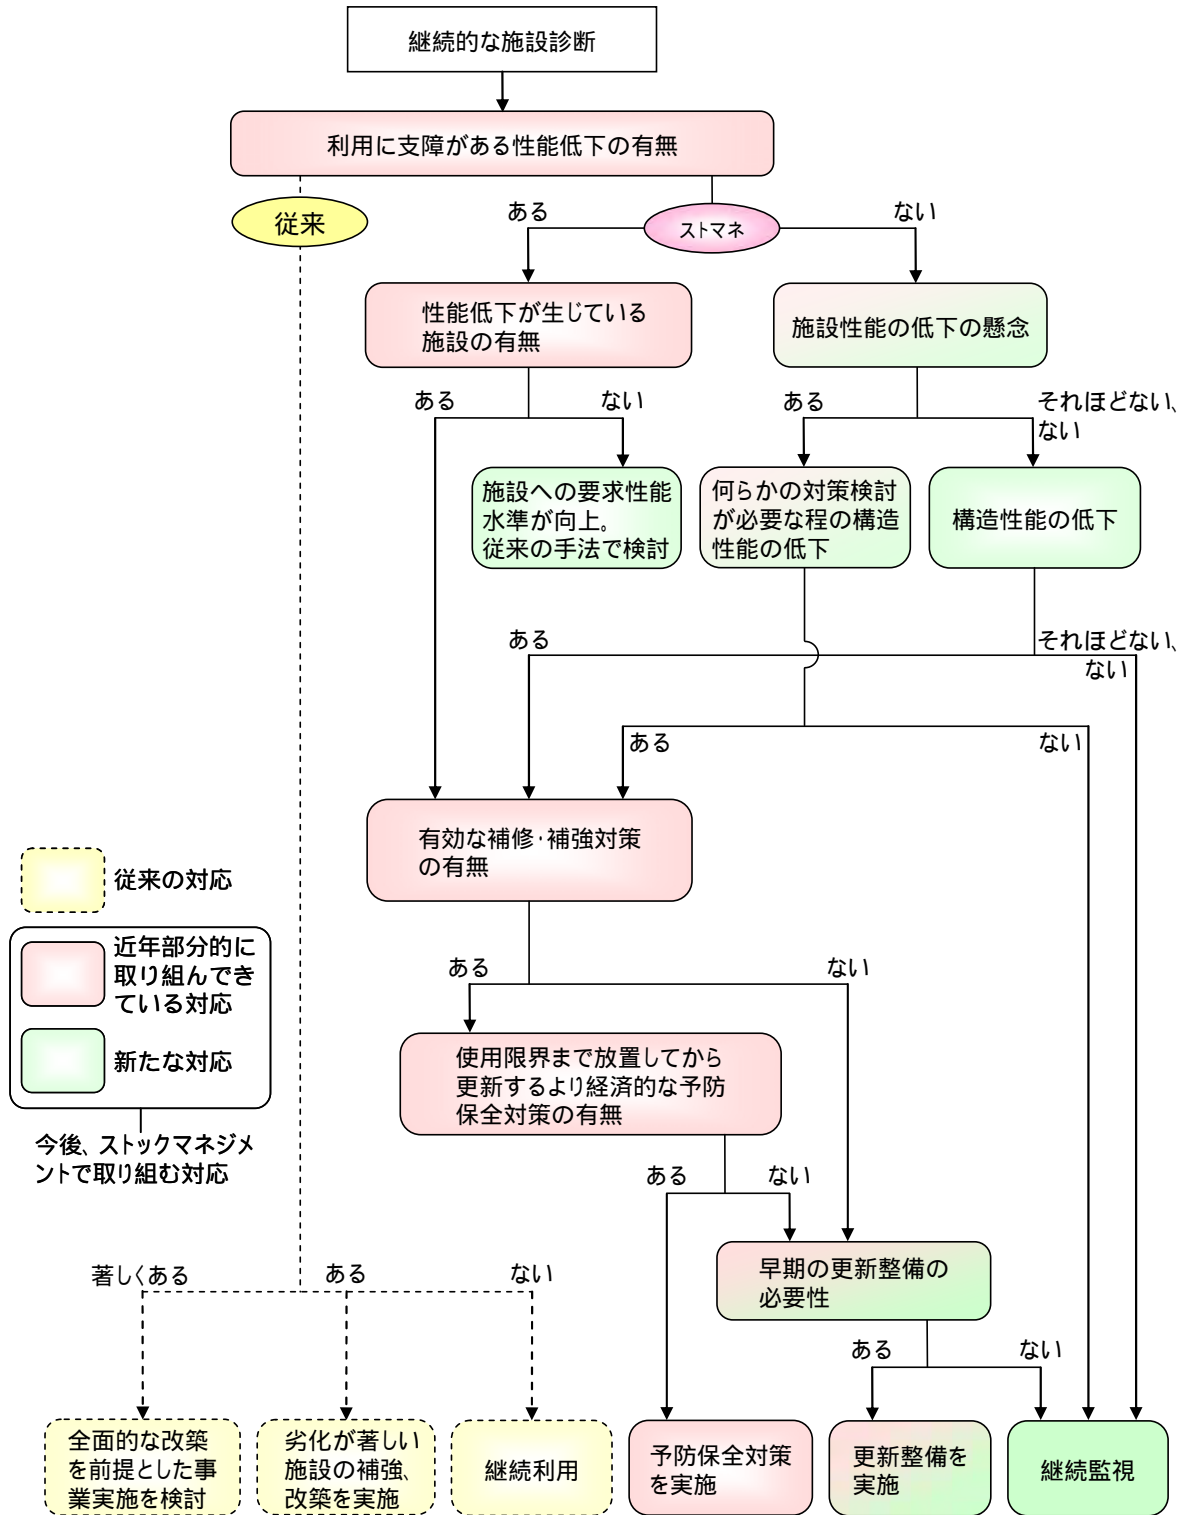 継続的な施設診断
利用に支障がある性能低下の有無
従来
ストマネ
ある
ない
性能低下が生じている
施設の有無
施設性能の低下の懸念
ある
ない
ある
それほどない、
ない
施設への要求性能
水準が向上。
従来の手法で検討
何らかの対策検討
が必要な程の構造
性能の低下
構造性能の低下
ある
それほどない、
ない
ある
ない
有効な補修・補強対策
の有無
従来の対応
近年部分的に
取り組んでき
ている対応
新たな対応
今後、ストックマネジメ
ントで取り組む対応
ある
ない
使用限界まで放置してから
更新するより経済的な予防
保全対策の有無
ある
ない
早期の更新整備の
必要性
著しくある
ある
ない
ある
ない
全面的な改築
を前提とした事
業実施を検討
劣化が著しい
施設の補強、
改築を実施
継続利用
予防保全対策
を実施
更新整備を
実施
継続監視